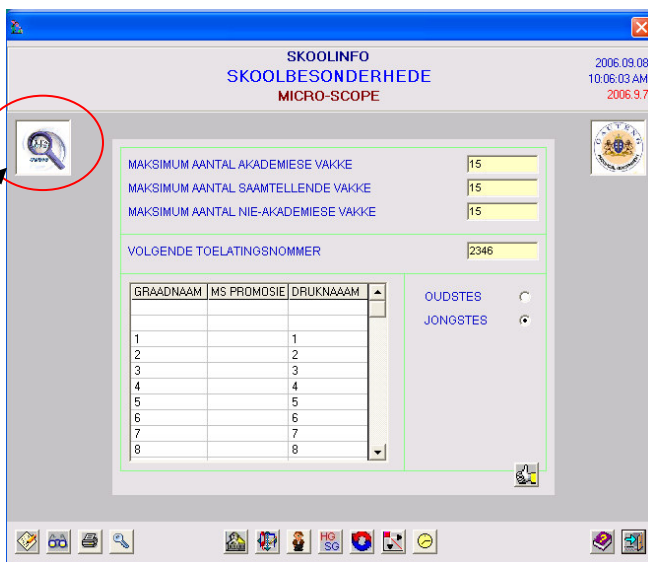 SKOOLINFO
SKOOLBESONDERHEDE
MICRO-SCOPE
2006.09.08
10:06:03 AM
2006.9.7
MAKSIMUM AANTAL AKADEMIESE VAKKE 15
MAKSIMUM AANTAL SAAMTELLENDE VAKKE 15
MAKSIMUM AANTAL NIE-AKADEMIESE VAKKE 15
VOLGENDE TOELATINGSNOMMER 2346
GRAADNAAM MS PROMOSIE DRUKNAAAM
1 1
2 2
3 3
4 4
5 5
6 6
7 7
8 8
OUDSTES
JONGSTES
HG
SG